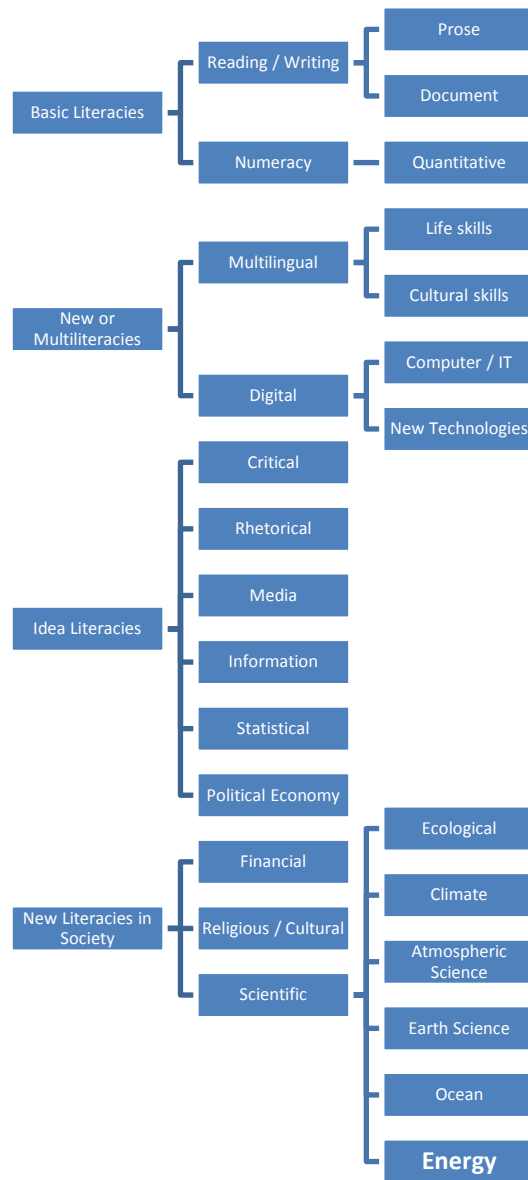 Basic Literacies
Reading / Writing
Prose
Document
Numeracy
Quantitative
New or
Multiliteracies
Multilingual
Life skills
Cultural skills
Digital
Computer / IT
New Technologies
Idea Literacies
Critical
Rhetorical
Media
Information
Statistical
Political Economy
New Literacies in
Society
Financial
Religious / Cultural
Scientific
Ecological
Climate
Atmospheric
Science
Earth Science
Ocean
Energy